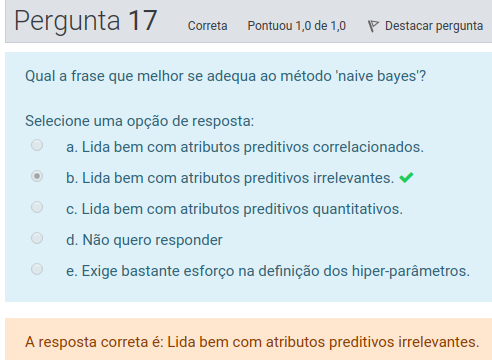 Pergunta 17 Correta Pontuou 1,0 de 1,0 Destacar pergunta
Qual a frase que melhor se adequa ao método 'naive bayes'?
Selecione uma opção de resposta:
a. Lida bem com atributos preditivos correlacionados.
b. Lida bem com atributos preditivos irrelevantes.
c. Lida bem com atributos preditivos quantitativos.
d. Não quero responder
e. Exige bastante esforço na definição dos hiper-parâmetros.
A resposta correta é: Lida bem com atributos preditivos irrelevantes.